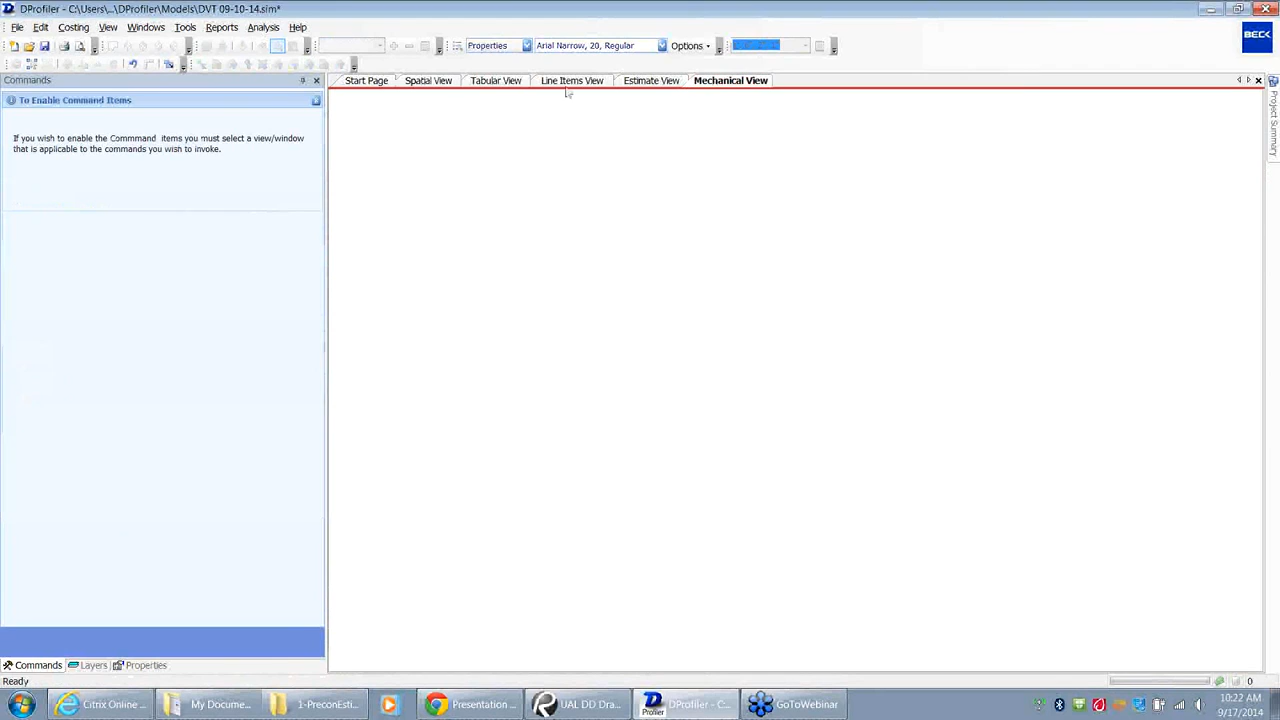 DProfiler - C:\Users\...\DProfiler\Models\DVT 09-10-14.sim*
File Edit Costing View Windows Tools Reports Analysis Help
Properties Arial Narrow, 20, Regular Options
BECK
Commands
Start Page Spatial View Tabular View Line Items View Estimate View Mechanical View
To Enable Command Items
If you wish to enable the Commmand items you must select a view/window
that is applicable to the commands you wish to invoke.
Project Summary
Commands Layers Properties
Ready
0
Citrix Online ... My Docume... 1-PreconEsti... Presentation ... UAL DD Dra... DProfiler - C... GoToWebinar
10:22 AM
9/17/2014